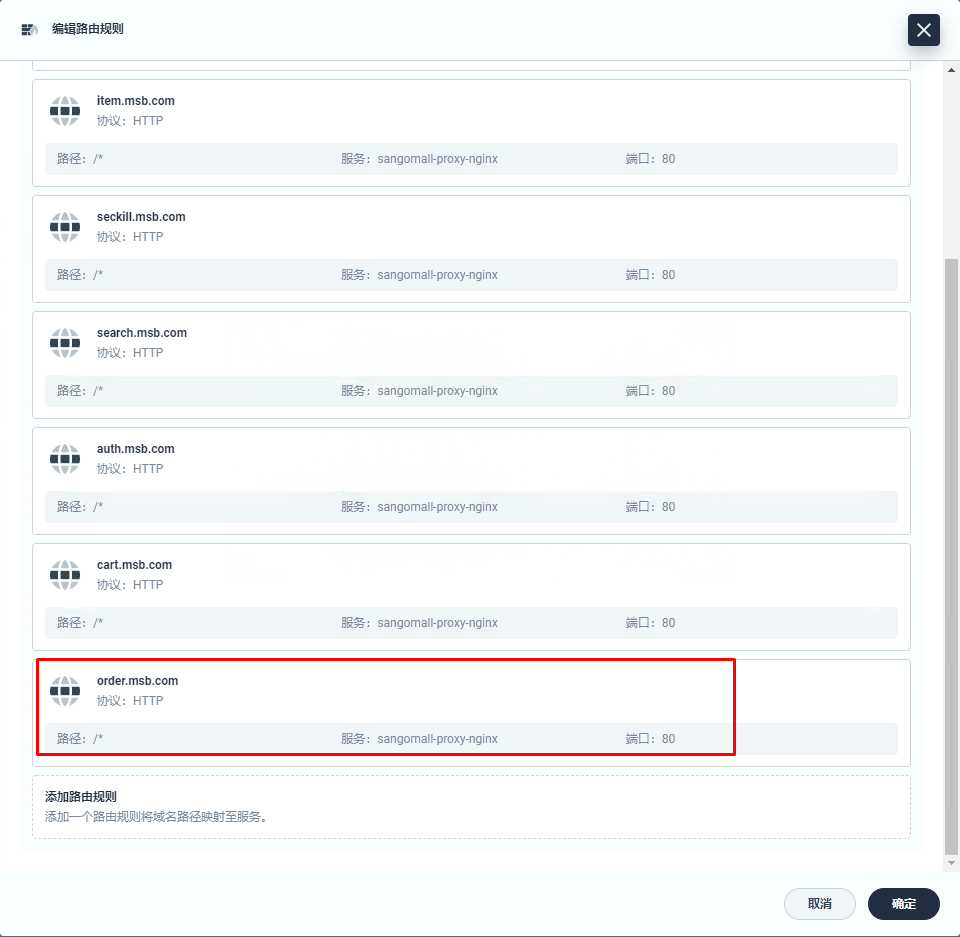 编辑路由规则
item.msb.com
协议：HTTP
路径：/* 服务：sangomall-proxy-nginx 端口：80
seckill.msb.com
协议：HTTP
路径：/* 服务：sangomall-proxy-nginx 端口：80
search.msb.com
协议：HTTP
路径：/* 服务：sangomall-proxy-nginx 端口：80
auth.msb.com
协议：HTTP
路径：/* 服务：sangomall-proxy-nginx 端口：80
cart.msb.com
协议：HTTP
路径：/* 服务：sangomall-proxy-nginx 端口：80
order.msb.com
协议：HTTP
路径：/* 服务：sangomall-proxy-nginx 端口：80
添加路由规则
添加一个路由规则将域名路径映射至服务。
取消 确定